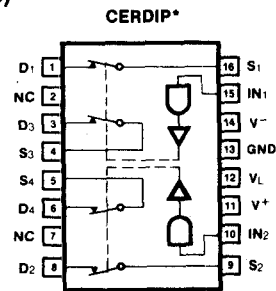 CERDIP*
D1 1 16 S1
NC 2 15 IN1
D3 3 14 V-
S3 4 13 GND
S4 5 12 VL
D4 6 11 V+
NC 7 10 IN2
D2 8 9 S2